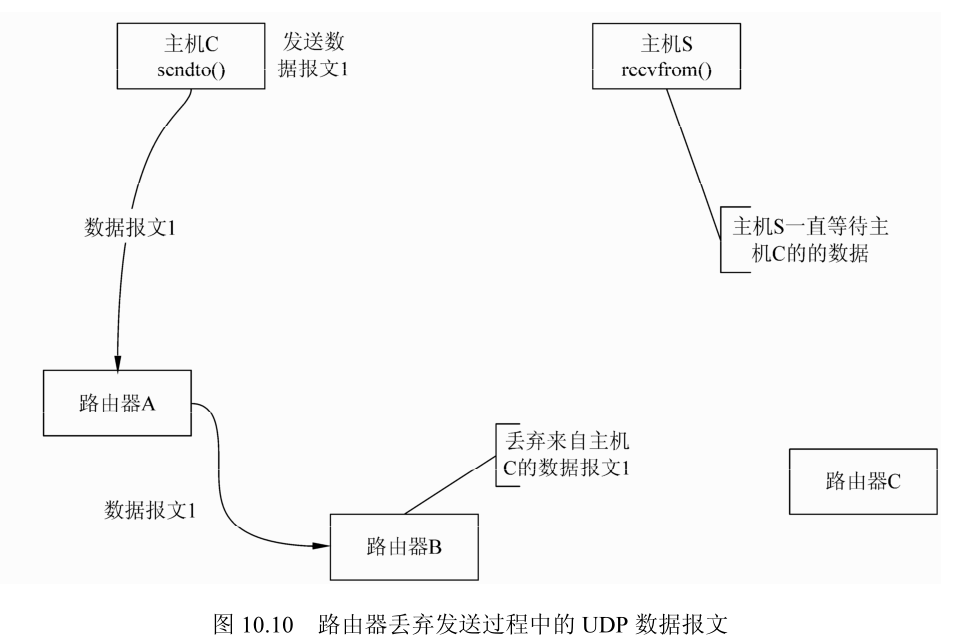 主机C
sendto()
发送数
据报文1
主机S
recvfrom()
数据报文1
主机S一直等待主
机C的的数据
路由器A
丢弃来自主机
C的数据报文1
路由器C
数据报文1
路由器B
图 10.10 路由器丢弃发送过程中的 UDP 数据报文